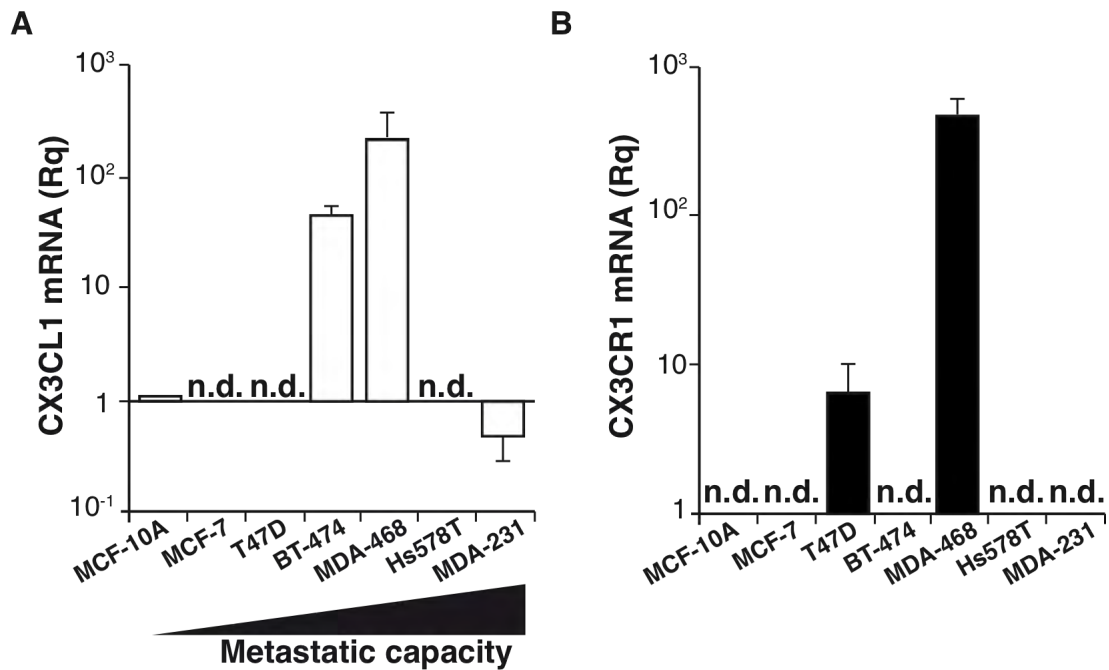 A
CX3CL1 mRNA (Rq)
10³
10²
10
1
10⁻¹
n.d. n.d. n.d.
MCF-10A MCF-7 T47D BT-474 MDA-468 Hs578T MDA-231
Metastatic capacity
B
CX3CR1 mRNA (Rq)
10³
10²
10
1
n.d. n.d. n.d. n.d. n.d.
MCF-10A MCF-7 T47D BT-474 MDA-468 Hs578T MDA-231